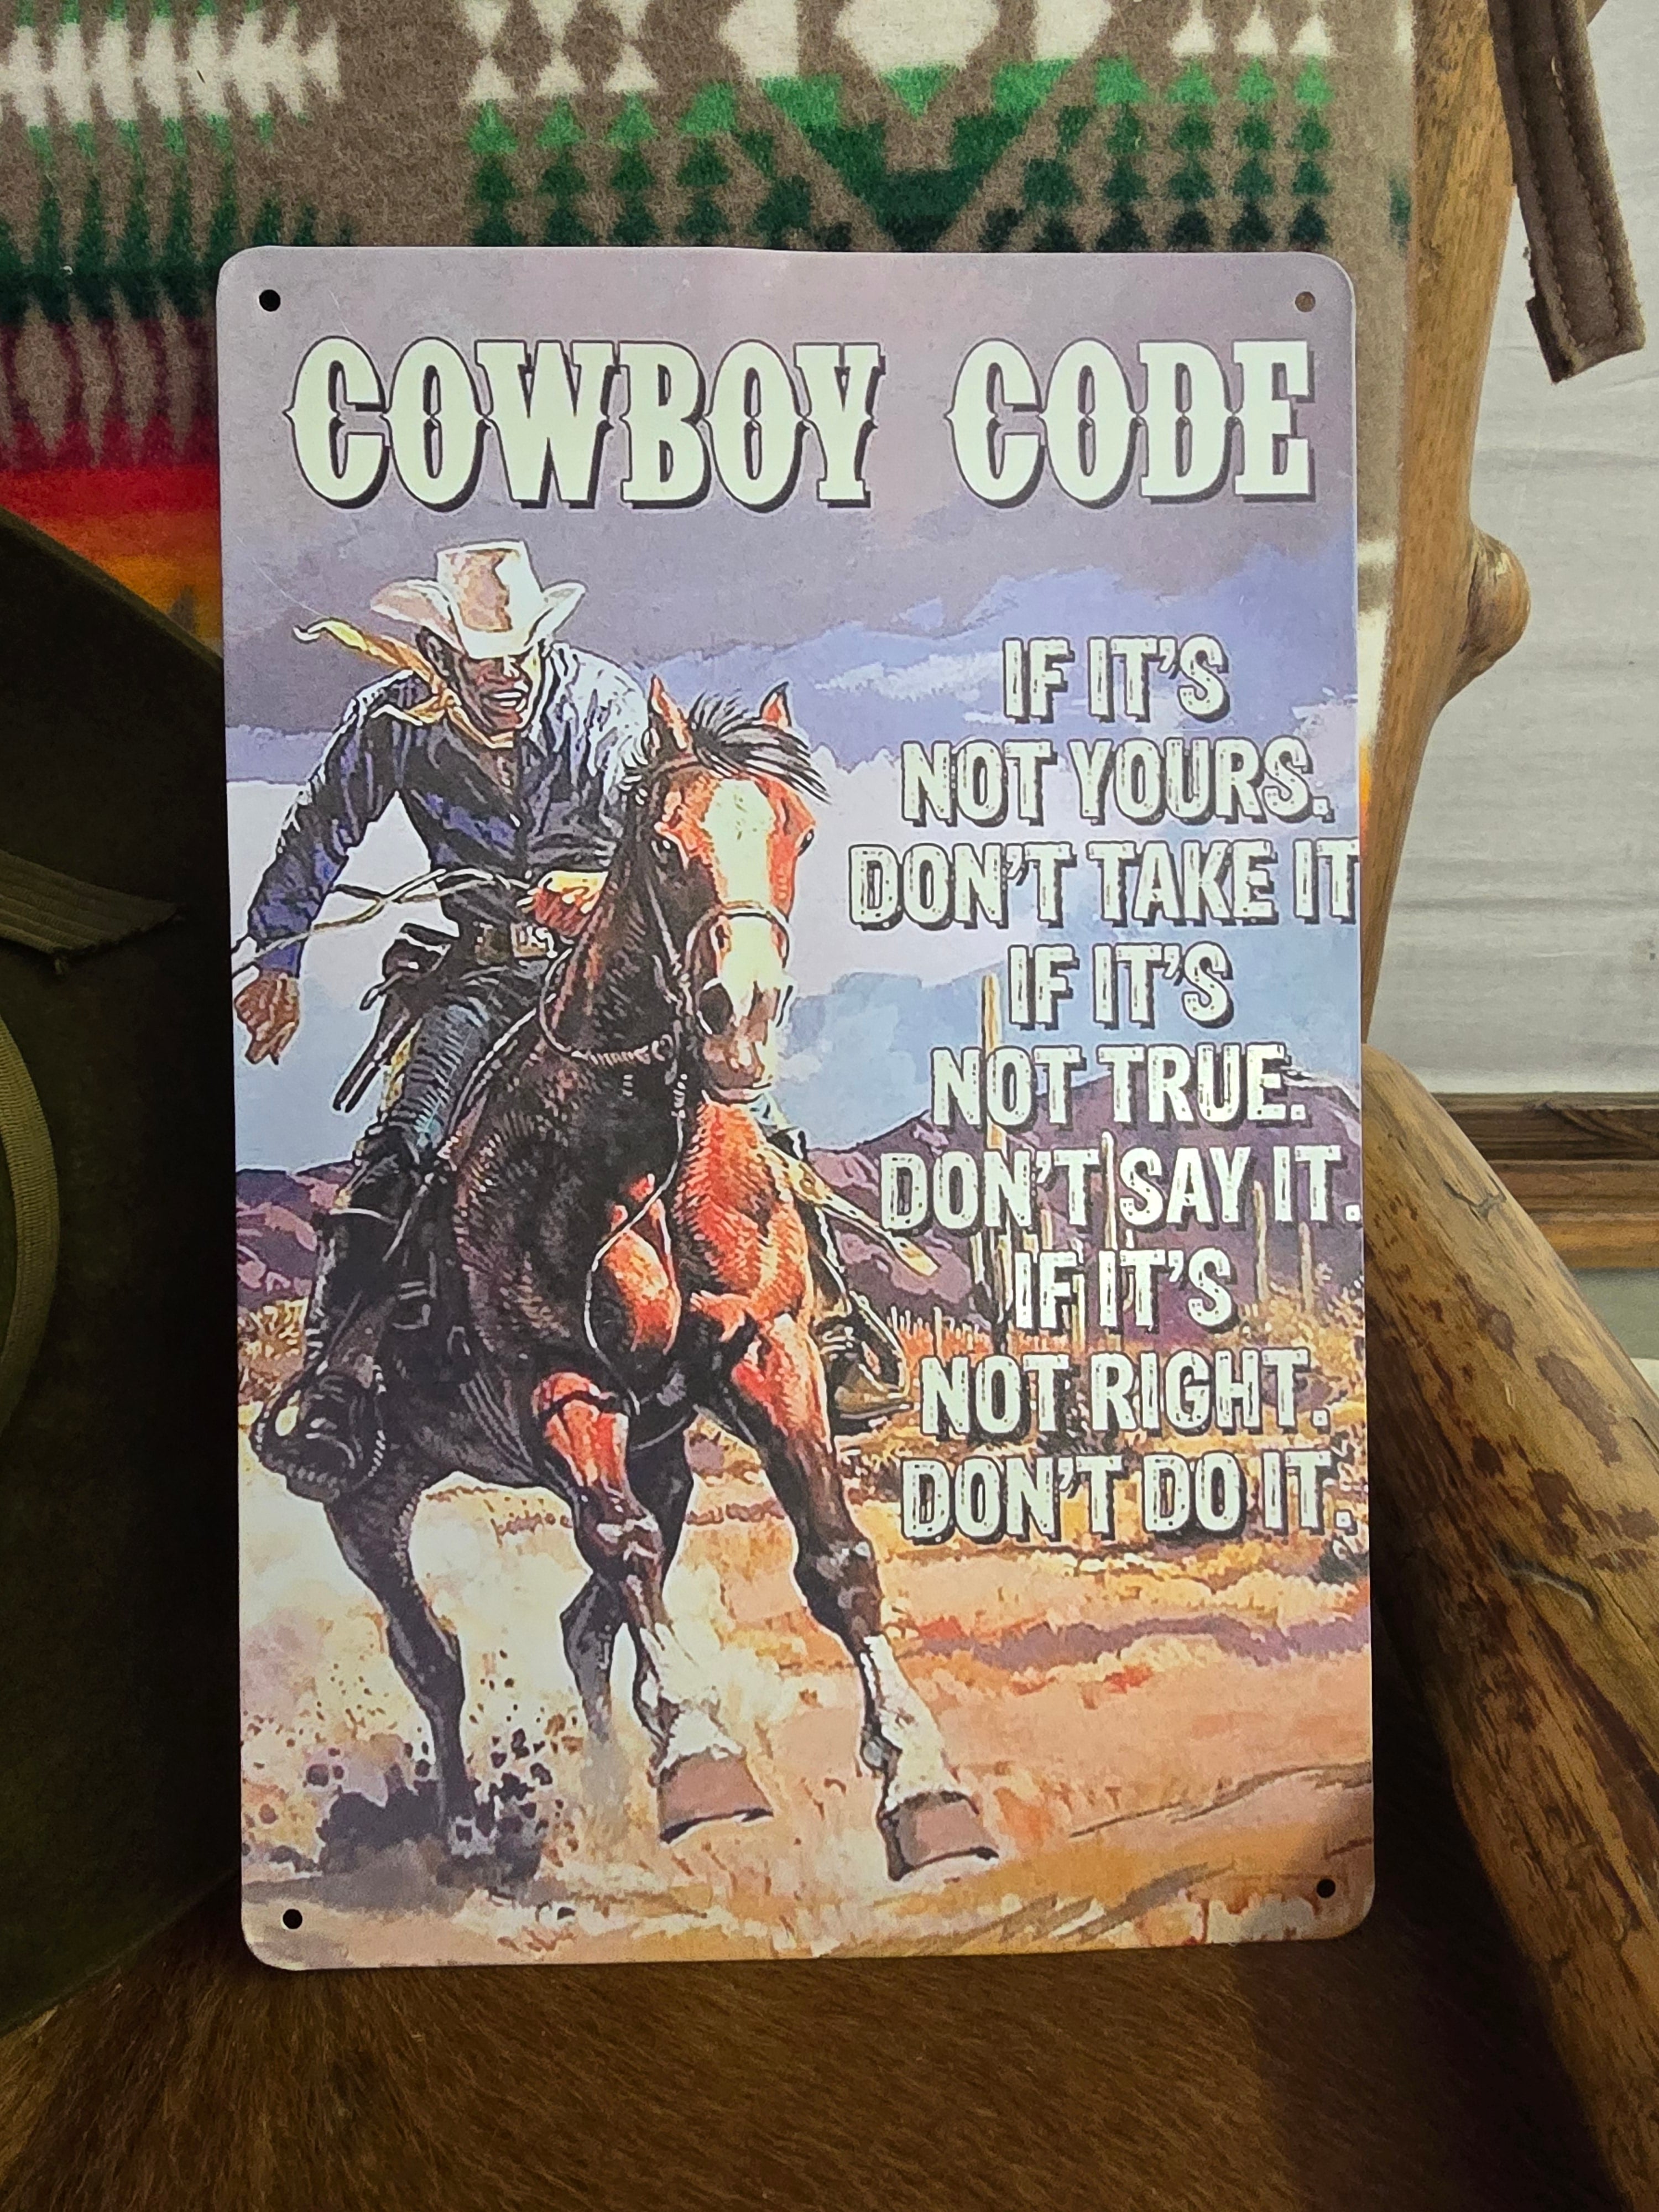 COWBOY CODE
IF IT'S
NOT YOURS.
DON'T TAKE IT
IF IT'S
NOT TRUE.
DON'T SAY IT.
IF IT'S
NOT RIGHT.
DON'T DO IT.